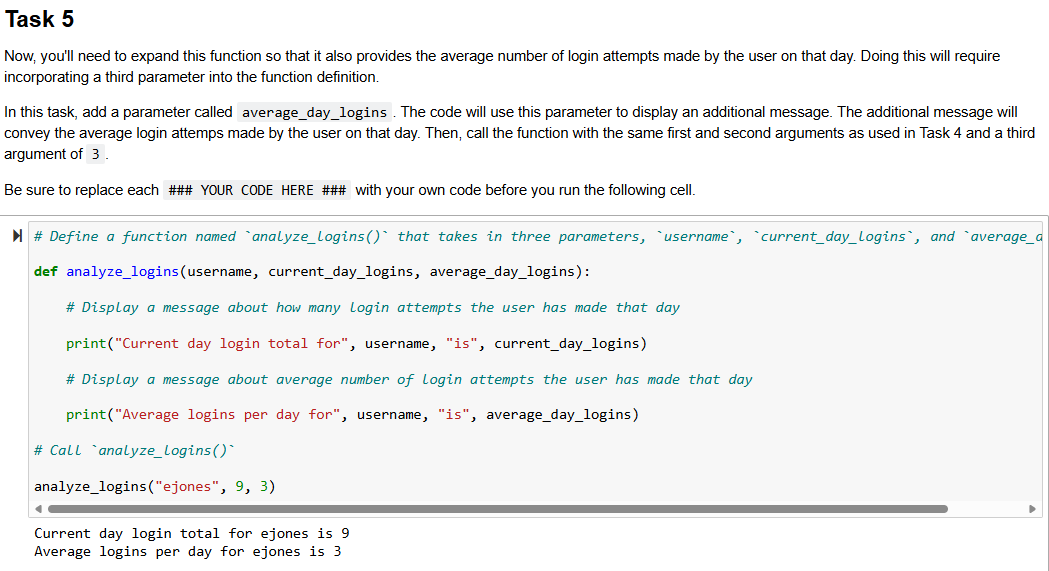 Task 5
Now, you'll need to expand this function so that it also provides the average number of login attempts made by the user on that day. Doing this will require
incorporating a third parameter into the function definition.
In this task, add a parameter called average_day_logins . The code will use this parameter to display an additional message. The additional message will
convey the average login attemps made by the user on that day. Then, call the function with the same first and second arguments as used in Task 4 and a third
argument of 3 .
Be sure to replace each ### YOUR CODE HERE ### with your own code before you run the following cell.
# Define a function named `analyze_logins()` that takes in three parameters, `username`, `current_day_logins`, and `average_d
def analyze_logins(username, current_day_logins, average_day_logins):
# Display a message about how many login attempts the user has made that day
print("Current day login total for", username, "is", current_day_logins)
# Display a message about average number of login attempts the user has made that day
print("Average logins per day for", username, "is", average_day_logins)
# Call `analyze_logins()`
analyze_logins("ejones", 9, 3)
Current day login total for ejones is 9
Average logins per day for ejones is 3